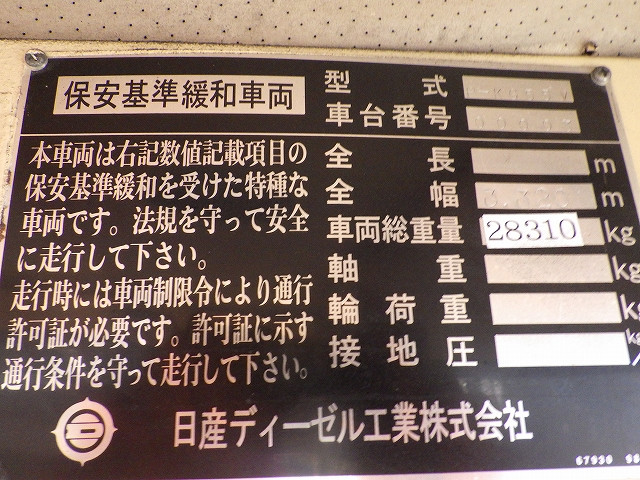 保安基準緩和車両
本車両は右記数値記載項目の
保安基準緩和を受けた特種な
車両です。法規を守って安全
に走行して下さい。
走行時には車両制限令により通行
許可証が必要です。許可証に示す
通行条件を守って走行して下さい。
型式
車台番号
全長 m
全幅 m
車両総重量 28310 kg
軸重 kg
輪荷重 kg
接地圧 kg/
日産ディーゼル工業株式会社
67936 98